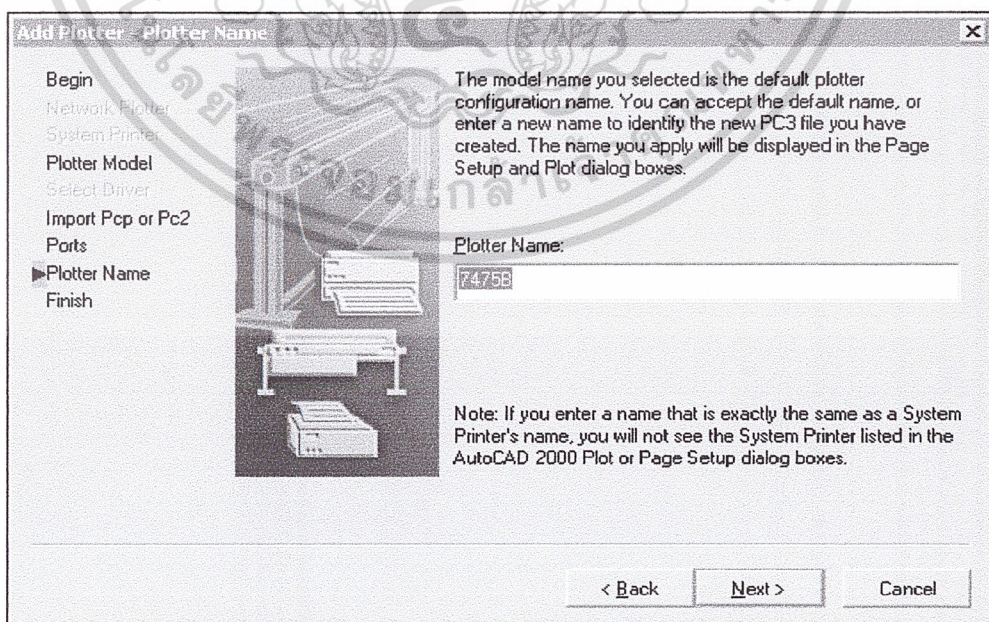 Add Plotter - Plotter Name
Begin
Network Plotter
System Printer
Plotter Model
Select Driver
Import Pcp or Pc2
Ports
Plotter Name
Finish
The model name you selected is the default plotter
configuration name. You can accept the default name, or
enter a new name to identify the new PC3 file you have
created. The name you apply will be displayed in the Page
Setup and Plot dialog boxes.
Plotter Name:
7475B
Note: If you enter a name that is exactly the same as a System
Printer's name, you will not see the System Printer listed in the
AutoCAD 2000 Plot or Page Setup dialog boxes.
< Back
Next >
Cancel